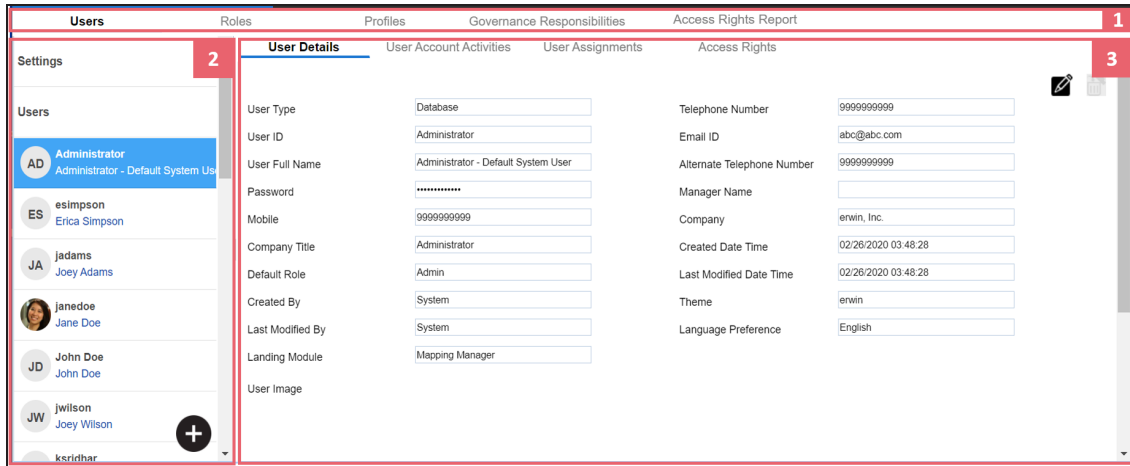 Users Roles Profiles Governance Responsibilities Access Rights Report 1
Settings 2
Users
AD Administrator
Administrator - Default System Us
ES esimpson
Erica Simpson
JA jadams
Joey Adams
janedoe
Jane Doe
JD John Doe
John Doe
JW jwilson
Joey Wilson
ksridhar
User Details User Account Activities User Assignments Access Rights 3
User Type Database Telephone Number 9999999999
User ID Administrator Email ID abc@abc.com
User Full Name Administrator - Default System User Alternate Telephone Number 9999999999
Password ••••••••••••• Manager Name
Mobile 9999999999 Company erwin, Inc.
Company Title Administrator Created Date Time 02/26/2020 03:48:28
Default Role Admin Last Modified Date Time 02/26/2020 03:48:28
Created By System Theme erwin
Last Modified By System Language Preference English
Landing Module Mapping Manager
User Image